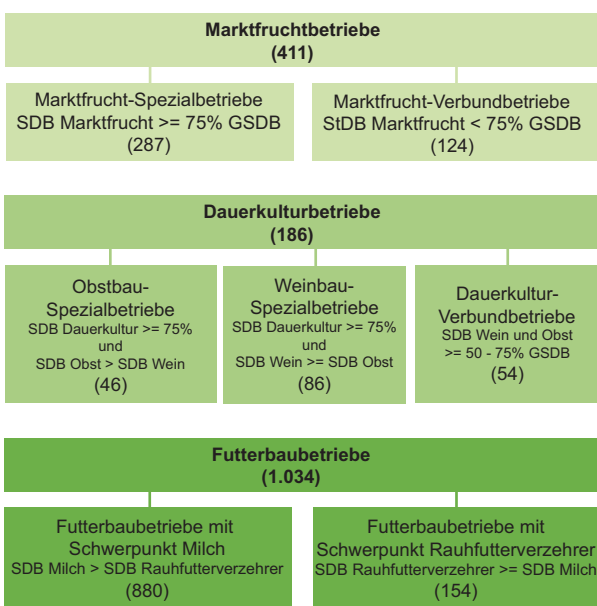 Marktfruchtbetriebe
(411)
Marktfrucht-Spezialbetriebe
SDB Marktfrucht >= 75% GSDB
(287)
Marktfrucht-Verbundbetriebe
StDB Marktfrucht < 75% GSDB
(124)
Dauerkulturbetriebe
(186)
Obstbau-
Spezialbetriebe
SDB Dauerkultur >= 75%
und
SDB Obst > SDB Wein
(46)
Weinbau-
Spezialbetriebe
SDB Dauerkultur >= 75%
und
SDB Wein >= SDB Obst
(86)
Dauerkultur-
Verbundbetriebe
SDB Wein und Obst
>= 50 - 75% GSDB
(54)
Futterbaubetriebe
(1.034)
Futterbaubetriebe mit
Schwerpunkt Milch
SDB Milch > SDB Rauhfutterverzehrer
(880)
Futterbaubetriebe mit
Schwerpunkt Rauhfutterverzehrer
SDB Rauhfutterverzehrer >= SDB Milch
(154)